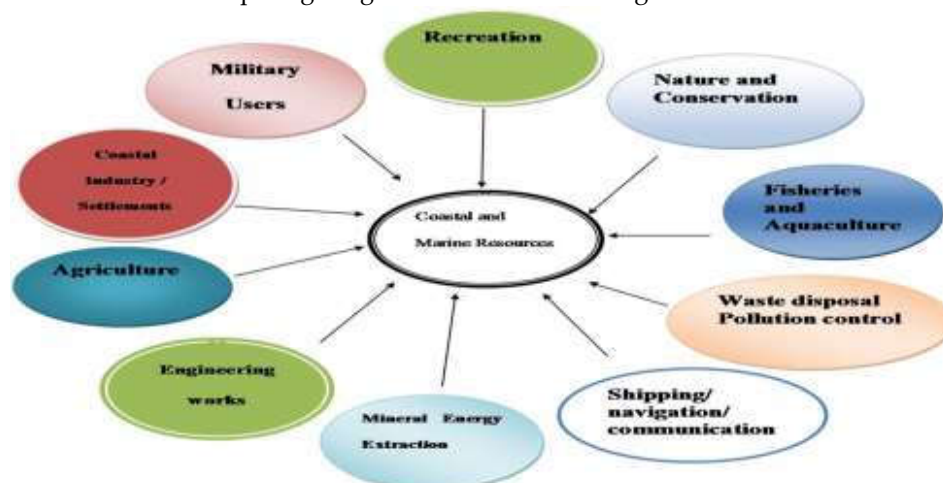 Recreation
Military
Users
Nature and
Conservation
Coastal
Industry /
Settlements
Coastal and
Marine Resources
Fisheries
and
Aquaculture
Agriculture
Waste disposal
Pollution control
Engineering
works
Mineral Energy
Extraction
Shipping/
navigation/
communication